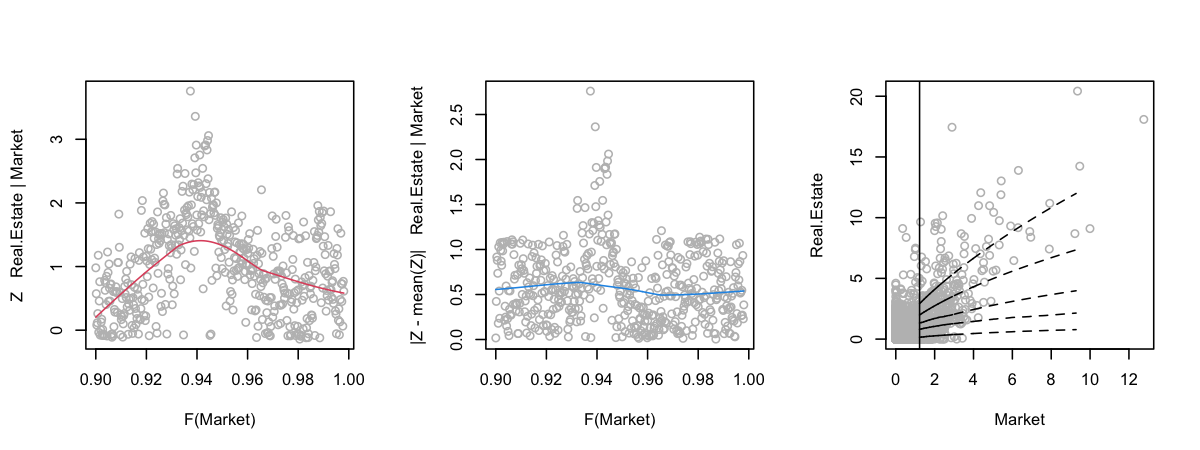 Z   Real.Estate | Market
3
2
1
0
0.90 0.92 0.94 0.96 0.98 1.00
F(Market)
|Z - mean(Z)|   Real.Estate | Market
2.5
2.0
1.5
1.0
0.5
0.0
0.90 0.92 0.94 0.96 0.98 1.00
F(Market)
Real.Estate
20
15
10
5
0
0 2 4 6 8 10 12
Market